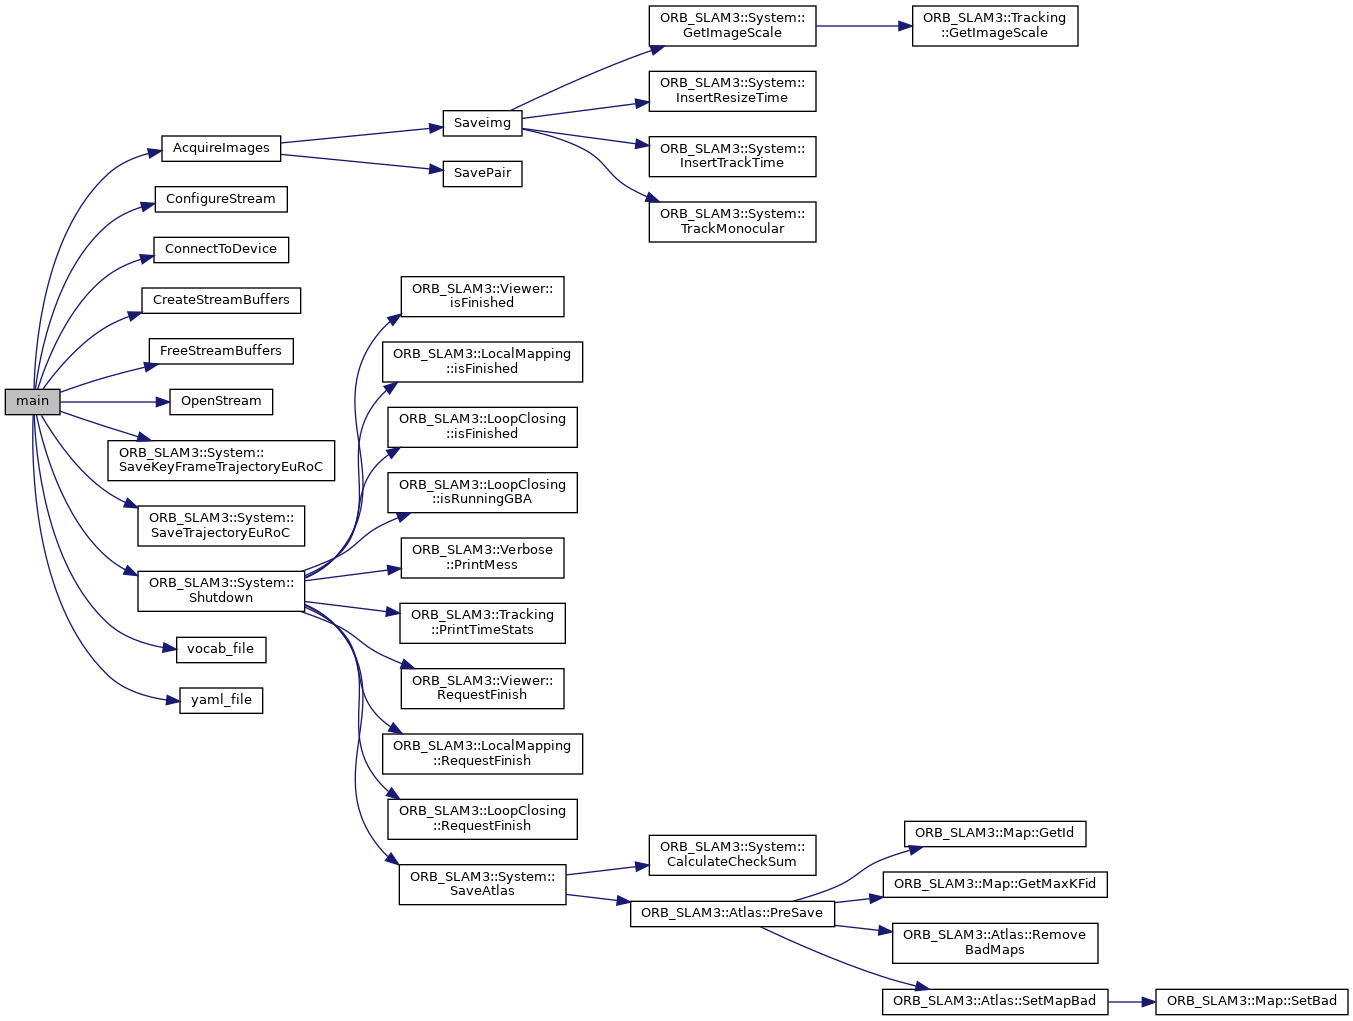 main
AcquireImages
ConfigureStream
ConnectToDevice
CreateStreamBuffers
FreeStreamBuffers
OpenStream
ORB_SLAM3::System::
SaveKeyFrameTrajectoryEuRoC
ORB_SLAM3::System::
SaveTrajectoryEuRoC
ORB_SLAM3::System::
Shutdown
vocab_file
yaml_file
Saveimg
SavePair
ORB_SLAM3::System::
GetImageScale
ORB_SLAM3::Tracking
::GetImageScale
ORB_SLAM3::System::
InsertResizeTime
ORB_SLAM3::System::
InsertTrackTime
ORB_SLAM3::System::
TrackMonocular
ORB_SLAM3::Viewer::
isFinished
ORB_SLAM3::LocalMapping
::isFinished
ORB_SLAM3::LoopClosing
::isFinished
ORB_SLAM3::LoopClosing
::isRunningGBA
ORB_SLAM3::Verbose
::PrintMess
ORB_SLAM3::Tracking
::PrintTimeStats
ORB_SLAM3::Viewer::
RequestFinish
ORB_SLAM3::LocalMapping
::RequestFinish
ORB_SLAM3::LoopClosing
::RequestFinish
ORB_SLAM3::System::
SaveAtlas
ORB_SLAM3::System::
CalculateCheckSum
ORB_SLAM3::Atlas::PreSave
ORB_SLAM3::Map::GetId
ORB_SLAM3::Map::GetMaxKFid
ORB_SLAM3::Atlas::Remove
BadMaps
ORB_SLAM3::Atlas::SetMapBad
ORB_SLAM3::Map::SetBad